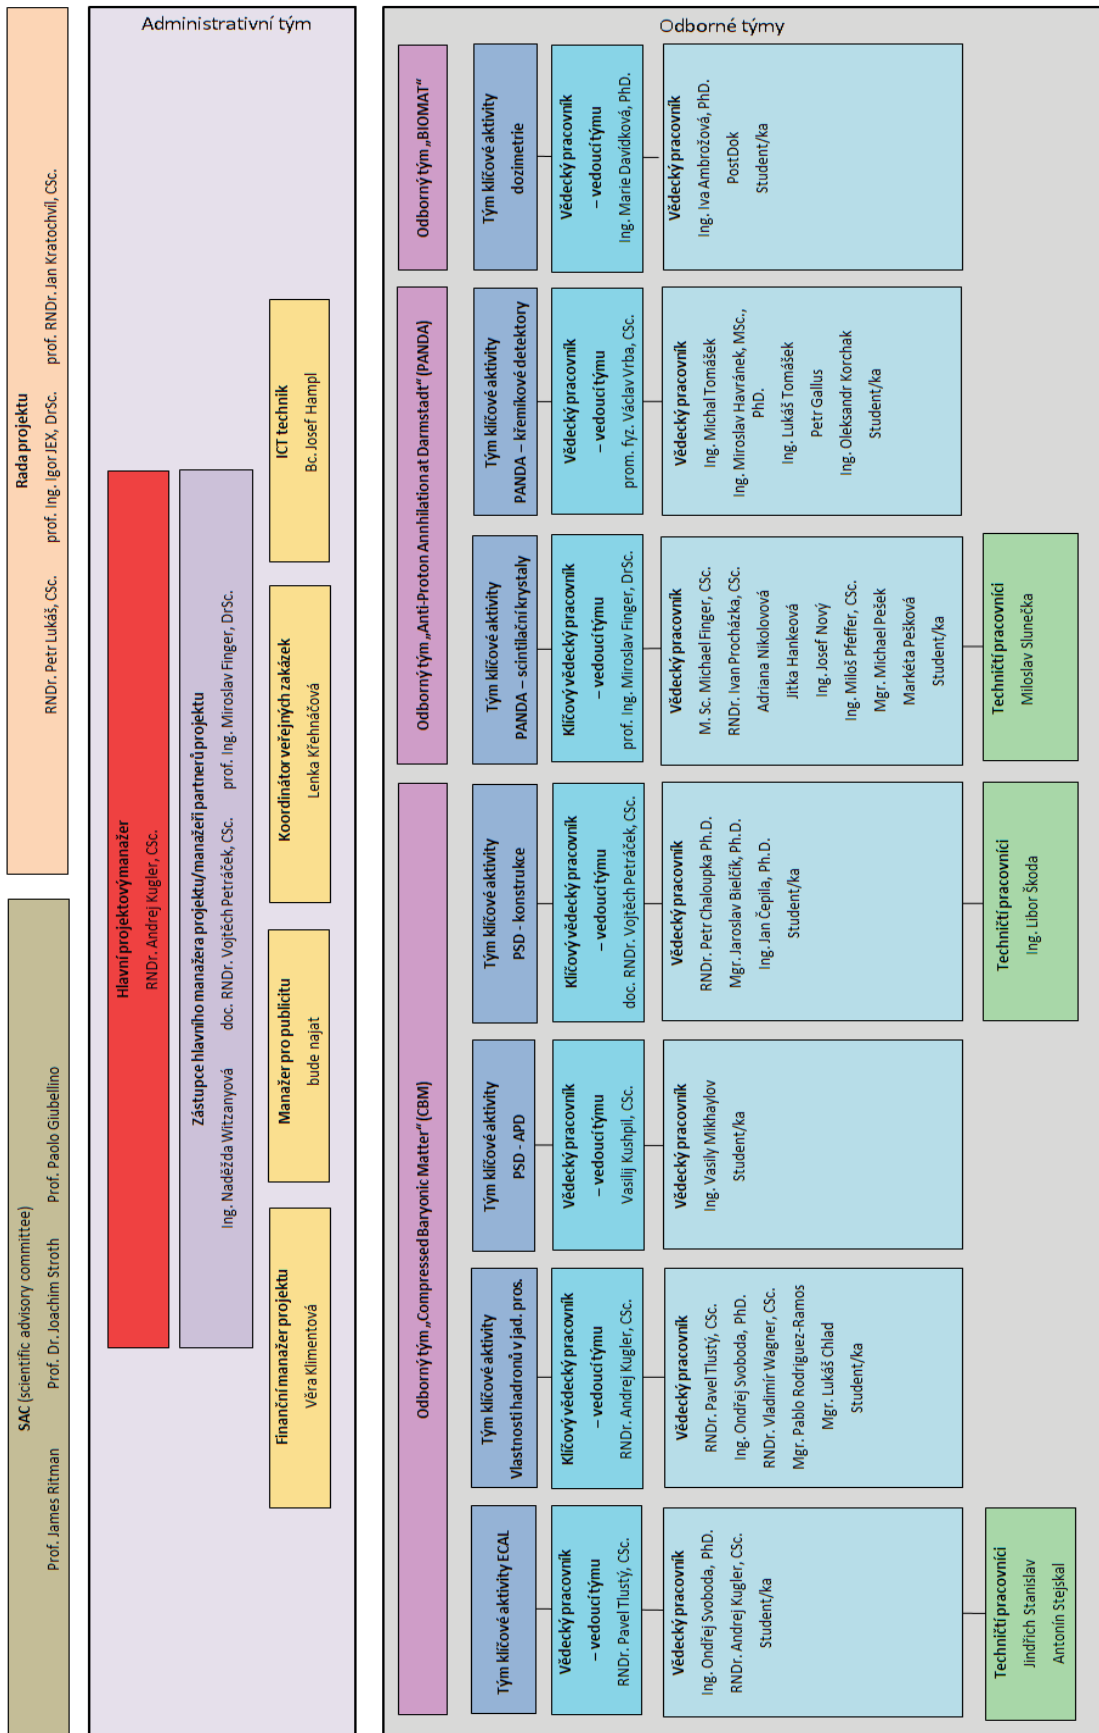 SAC (scientific advisory committee)
Prof. James Ritman
Prof. Dr. Joachim Stroth
Prof. Paolo Giubellino
Rada projektu
RNDr. Petr Lukáš, CSc.
prof. Ing. Igor JEX, DrSc.
prof. RNDr. Jan Kratochvíl, CSc.
Administrativní tým
Hlavní projektový manažer
RNDr. Andrej Kugler, CSc.
Zástupce hlavního manažera projektu/manažeři partnerů projektu
Ing. Naděžda Witzanyová
doc. RNDr. Vojtěch Petráček, CSc.
prof. Ing. Miroslav Finger, DrSc.
Finanční manažer projektu
Věra Klimentová
Manažer pro publicitu
bude najat
Koordinátor veřejných zakázek
Lenka Křehnáčová
ICT technik
Bc. Josef Hampl
Odborné týmy
Odborný tým „Compressed Baryonic Matter“ (CBM)
Tým klíčové aktivity ECAL
Vědecký pracovník
– vedoucí týmu
RNDr. Pavel Tlustý, CSc.
Vědecký pracovník
Ing. Ondřej Svoboda, PhD.
RNDr. Andrej Kugler, CSc.
Student/ka
Techničtí pracovníci
Jindřich Stanislav
Antonín Stejskal
Tým klíčové aktivity
Vlastnosti hadronů v jad. pros.
Klíčový vědecký pracovník
– vedoucí týmu
RNDr. Andrej Kugler, CSc.
Vědecký pracovník
RNDr. Pavel Tlustý, CSc.
Ing. Ondřej Svoboda, PhD.
RNDr. Vladimír Wagner, CSc.
Mgr. Pablo Rodriguez-Ramos
Mgr. Lukáš Chlad
Student/ka
Tým klíčové aktivity
PSD - APD
Vědecký pracovník
– vedoucí týmu
Vasilij Kushpil, CSc.
Vědecký pracovník
Ing. Vasily Mikhaylov
Student/ka
Tým klíčové aktivity
PSD - konstrukce
Klíčový vědecký pracovník
– vedoucí týmu
doc. RNDr. Vojtěch Petráček, CSc.
Vědecký pracovník
RNDr. Petr Chaloupka Ph.D.
Mgr. Jaroslav Bielčík, Ph.D.
Ing. Jan Čepila, Ph.D.
Student/ka
Techničtí pracovníci
Ing. Libor Škoda
Odborný tým „Anti-Proton Annhilation at Darmstadt“ (PANDA)
Tým klíčové aktivity
PANDA – scintilační krystaly
Klíčový vědecký pracovník
– vedoucí týmu
prof. Ing. Miroslav Finger, DrSc.
Vědecký pracovník
M. Sc. Michael Finger, CSc.
RNDr. Ivan Procházka, CSc.
Adriana Nikolovová
Jitka Hankeová
Ing. Josef Nový
Ing. Miloš Pfeffer, CSc.
Mgr. Michael Pešek
Markéta Pešková
Student/ka
Techničtí pracovníci
Miloslav Slunečka
Tým klíčové aktivity
PANDA – křemíkové detektory
Vědecký pracovník
– vedoucí týmu
prom. fyz. Václav Vrba, CSc.
Vědecký pracovník
Ing. Michal Tomášek
Ing. Miroslav Havránek, MSc.,
PhD.
Ing. Lukáš Tomášek
Petr Gallus
Ing. Oleksandr Korchak
Student/ka
Odborný tým „BIOMAT“
Tým klíčové aktivity
dozimetrie
Vědecký pracovník
– vedoucí týmu
Ing. Marie Davídková, PhD.
Vědecký pracovník
Ing. Iva Ambrožová, PhD.
PostDok
Student/ka